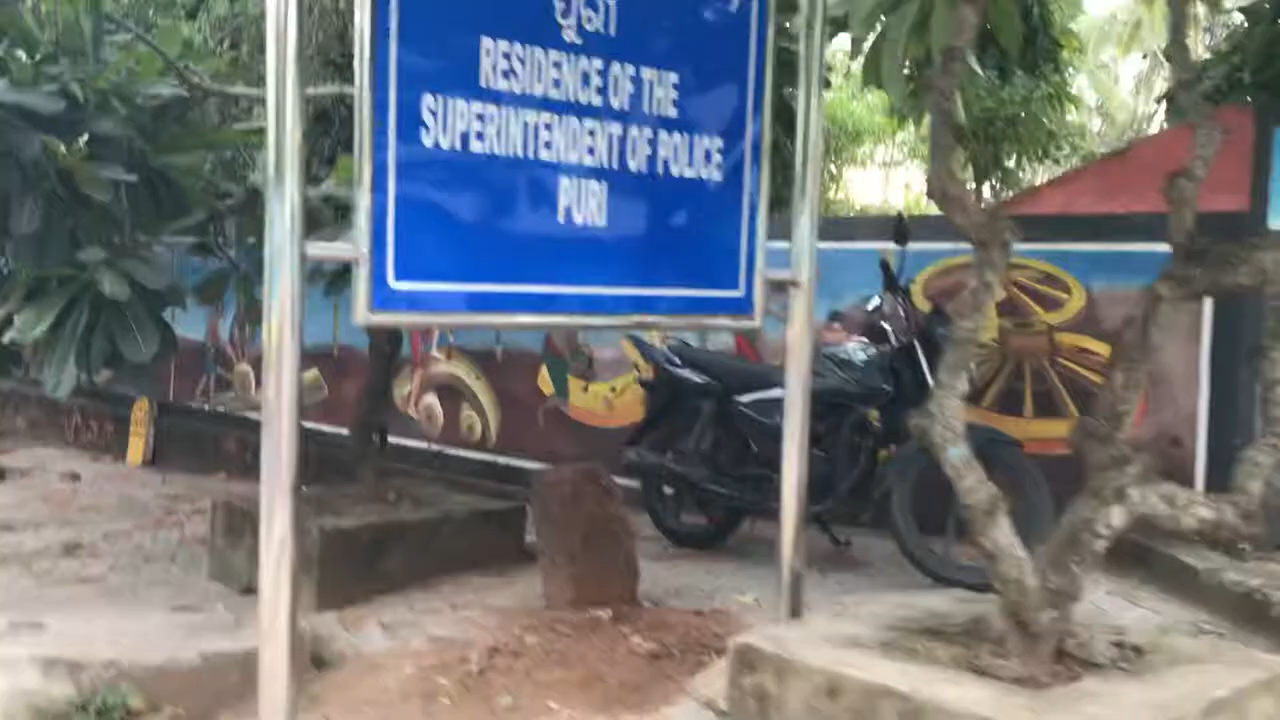 ପୁରୀ
RESIDENCE OF THE
SUPERINTENDENT OF POLICE
PURI